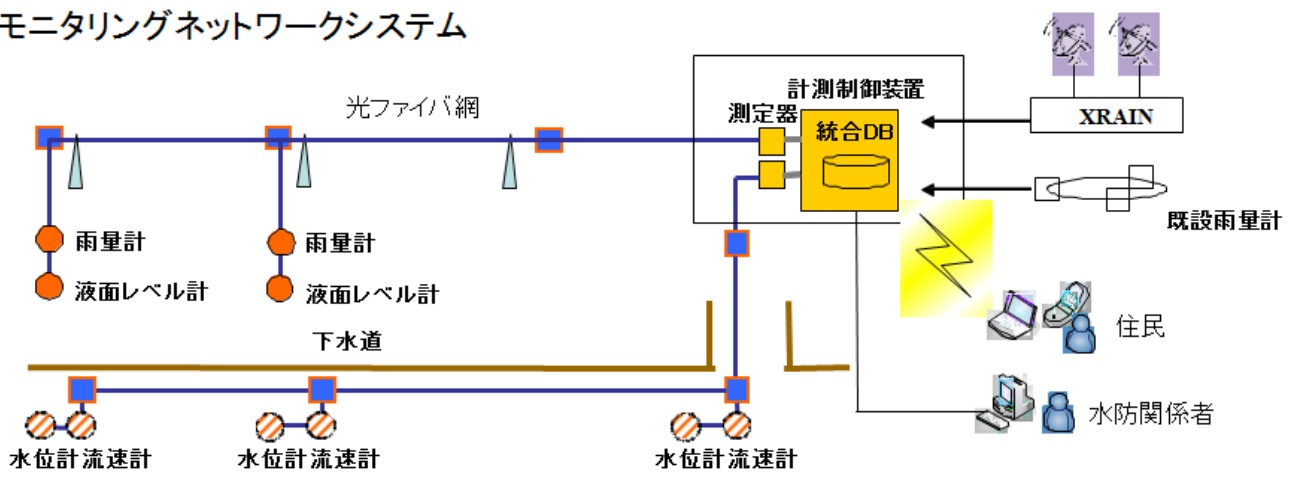 モニタリングネットワークシステム
光ファイバ網
計測制御装置
測定器
統合DB
XRAIN
既設雨量計
雨量計
雨量計
液面レベル計
液面レベル計
住民
下水道
水防関係者
水位計流速計
水位計流速計
水位計流速計